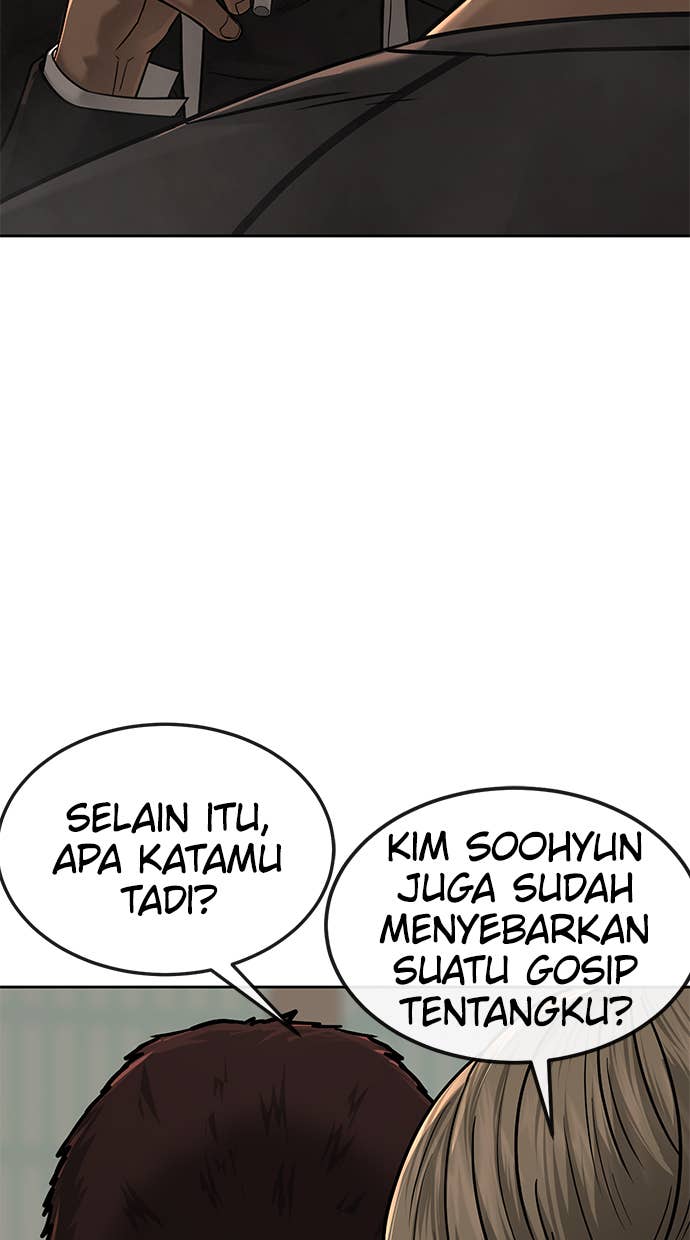 SELAIN ITU,
APA KATAMU
TADI?
KIM SOOHYUN
JUGA SUDAH
MENYEBARKAN
SUATU GOSIP
TENTANGKU?